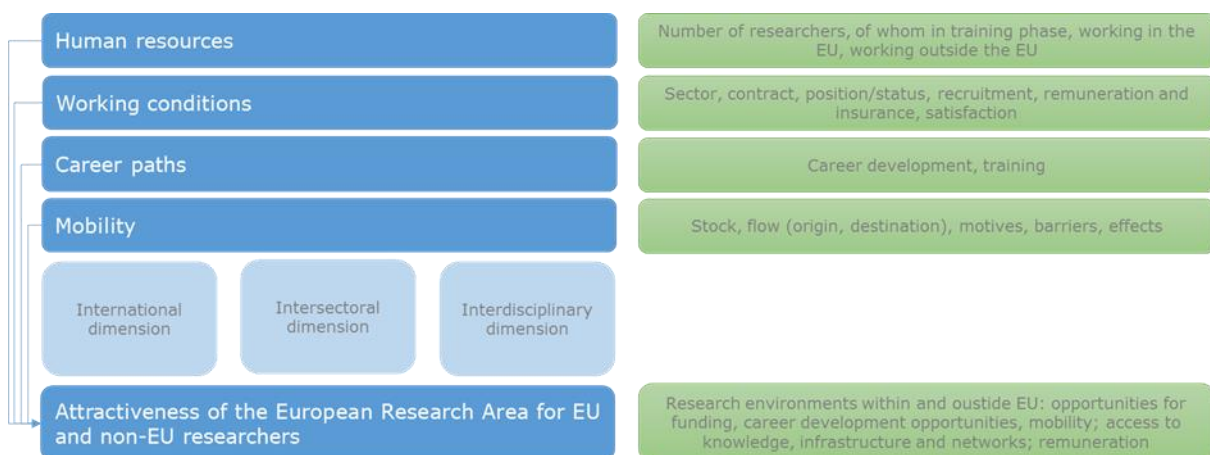 Human resources
Number of researchers, of whom in training phase, working in the
EU, working outside the EU
Working conditions
Sector, contract, position/status, recruitment, remuneration and
insurance, satisfaction
Career paths
Career development, training
Mobility
Stock, flow (origin, destination), motives, barriers, effects
International
dimension
Intersectoral
dimension
Interdisciplinary
dimension
Attractiveness of the European Research Area for EU
and non-EU researchers
Research environments within and oustide EU: opportunities for
funding, career development opportunities, mobility; access to
knowledge, infrastructure and networks; remuneration